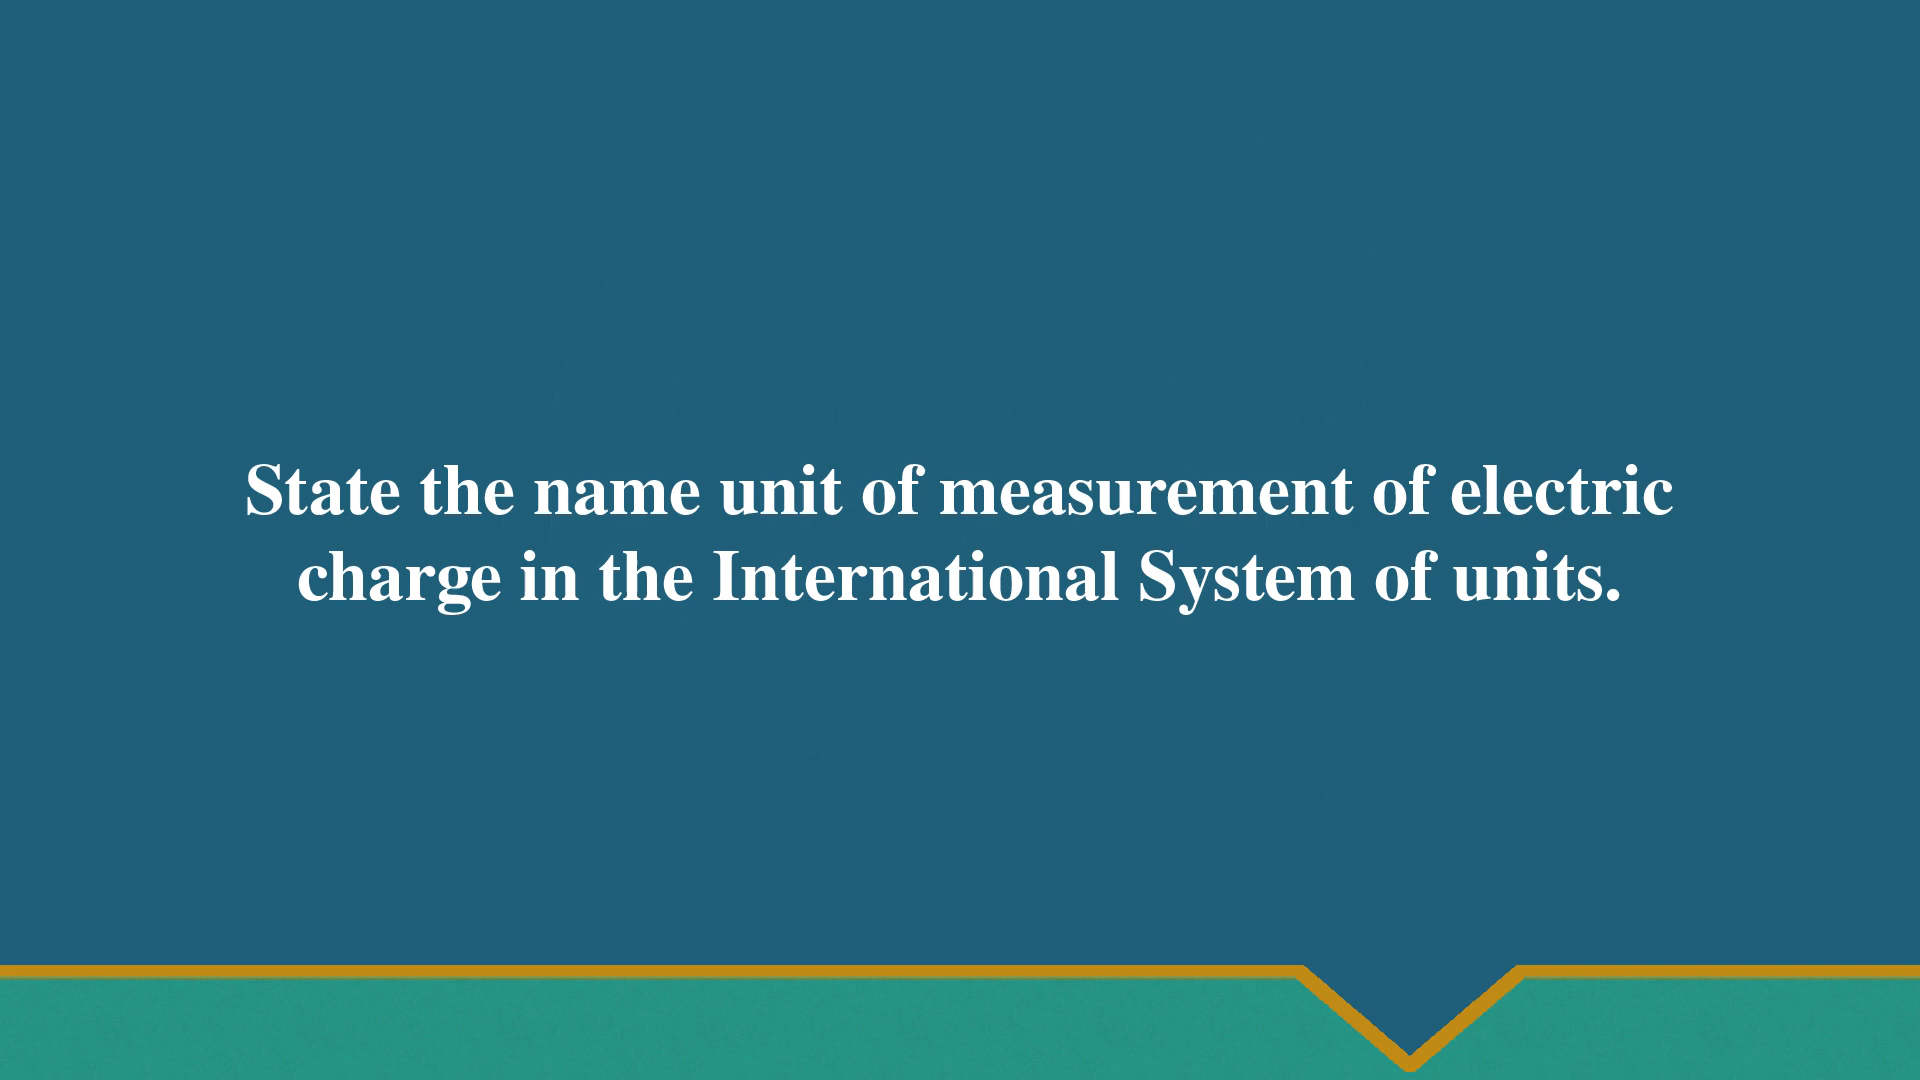 State the name unit of measurement of electric
charge in the International System of units.